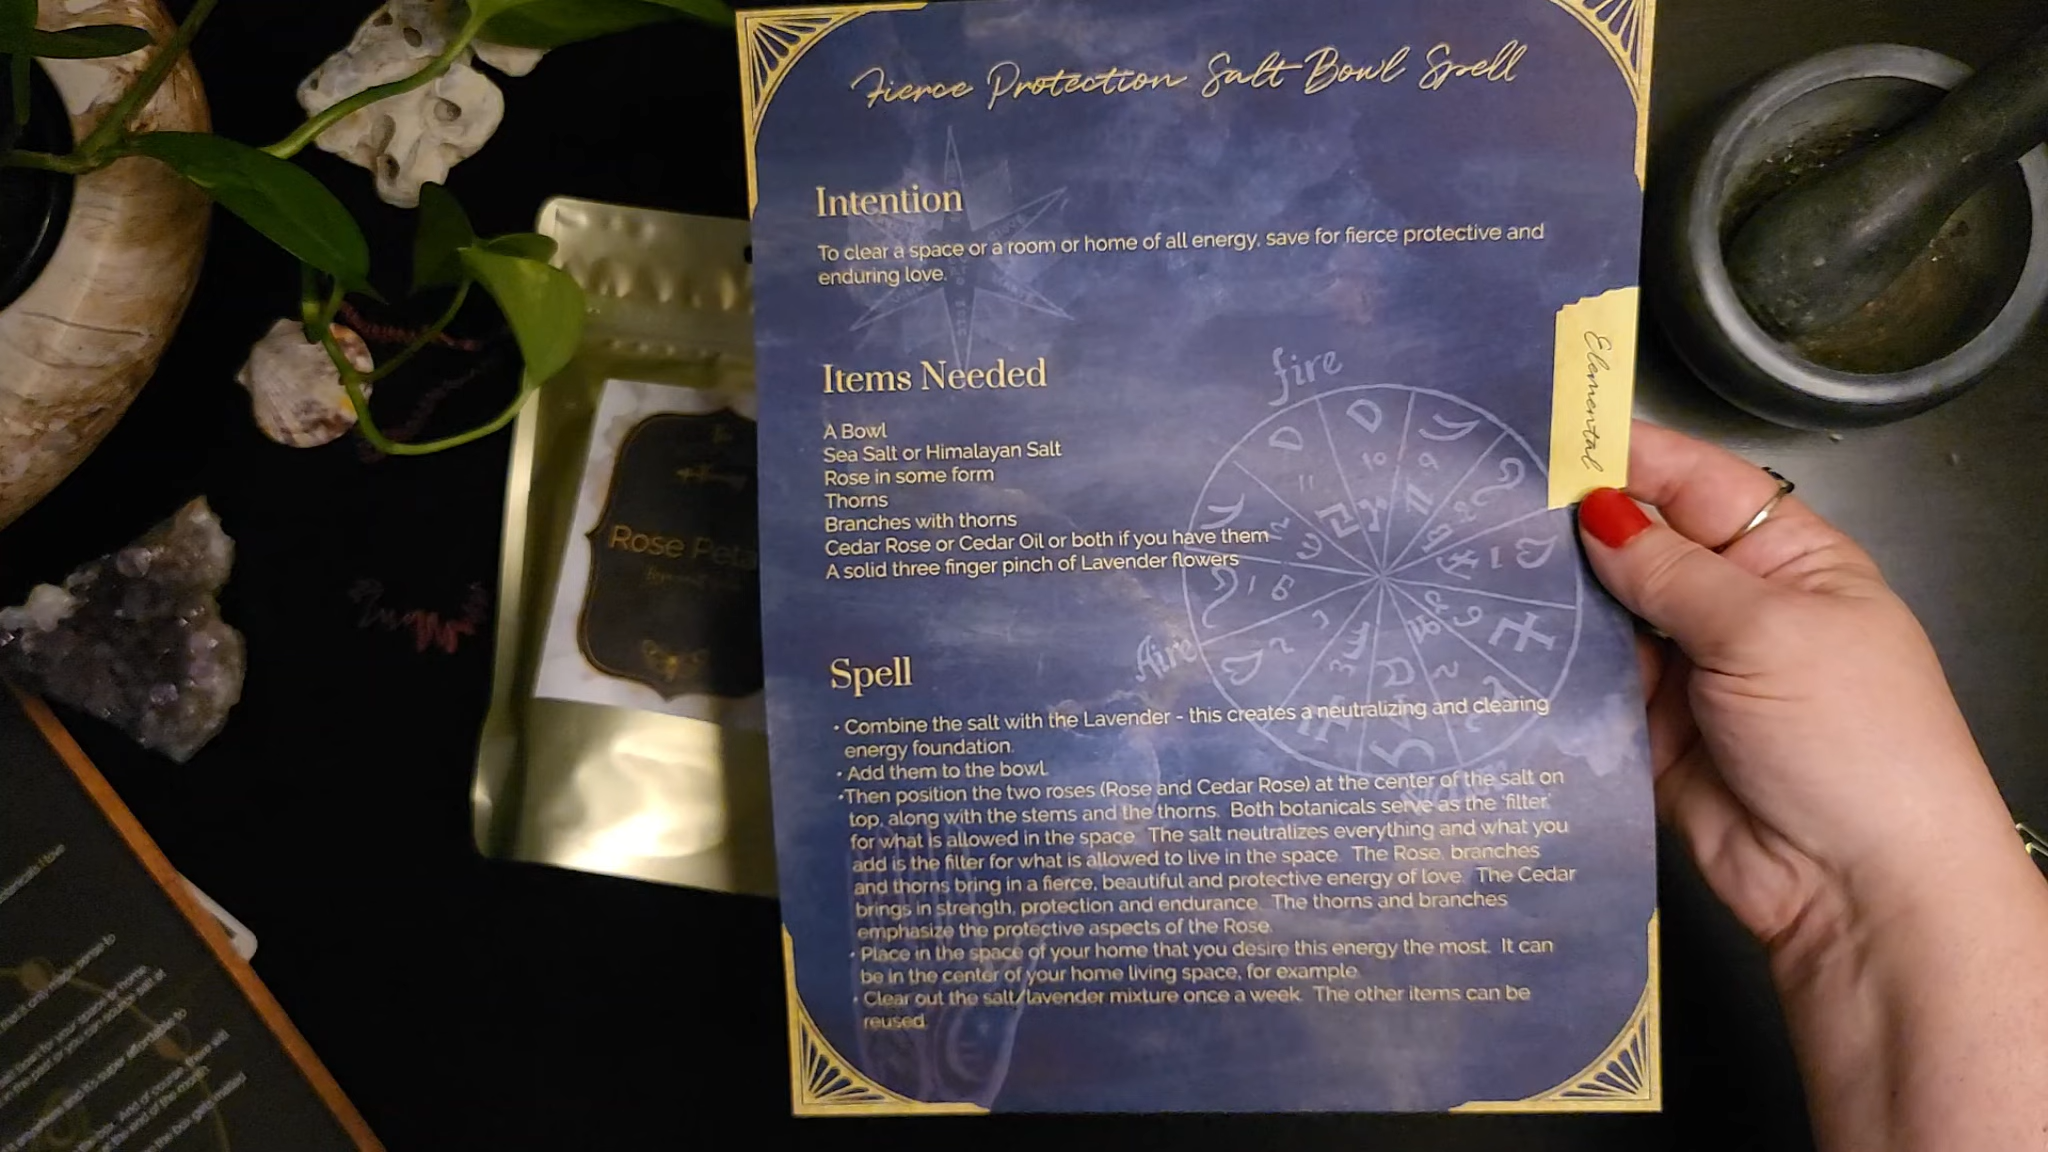 Fierce Protection Salt Bowl Spell
Intention
To clear a space or a room or home of all energy, save for fierce protective and
enduring love.
Items Needed
A Bowl
Sea Salt or Himalayan Salt
Rose in some form
Thorns
Branches with thorns
Cedar Rose or Cedar Oil or both if you have them
A solid three finger pinch of Lavender flowers
Elemental
fire
Spell
• Combine the salt with the Lavender - this creates a neutralizing and clearing
energy foundation.
• Add them to the bowl.
•Then position the two roses (Rose and Cedar Rose) at the center of the salt on
top, along with the stems and the thorns. Both botanicals serve as the 'filter,'
for what is allowed in the space. The salt neutralizes everything and what you
add is the filter for what is allowed to live in the space. The Rose, branches
and thorns bring in a fierce, beautiful and protective energy of love. The Cedar
brings in strength, protection and endurance. The thorns and branches
emphasize the protective aspects of the Rose.
• Place in the space of your home that you desire this energy the most. It can
be in the center of your home living space, for example.
• Clear out the salt/lavender mixture once a week. The other items can be
reused.
Rose